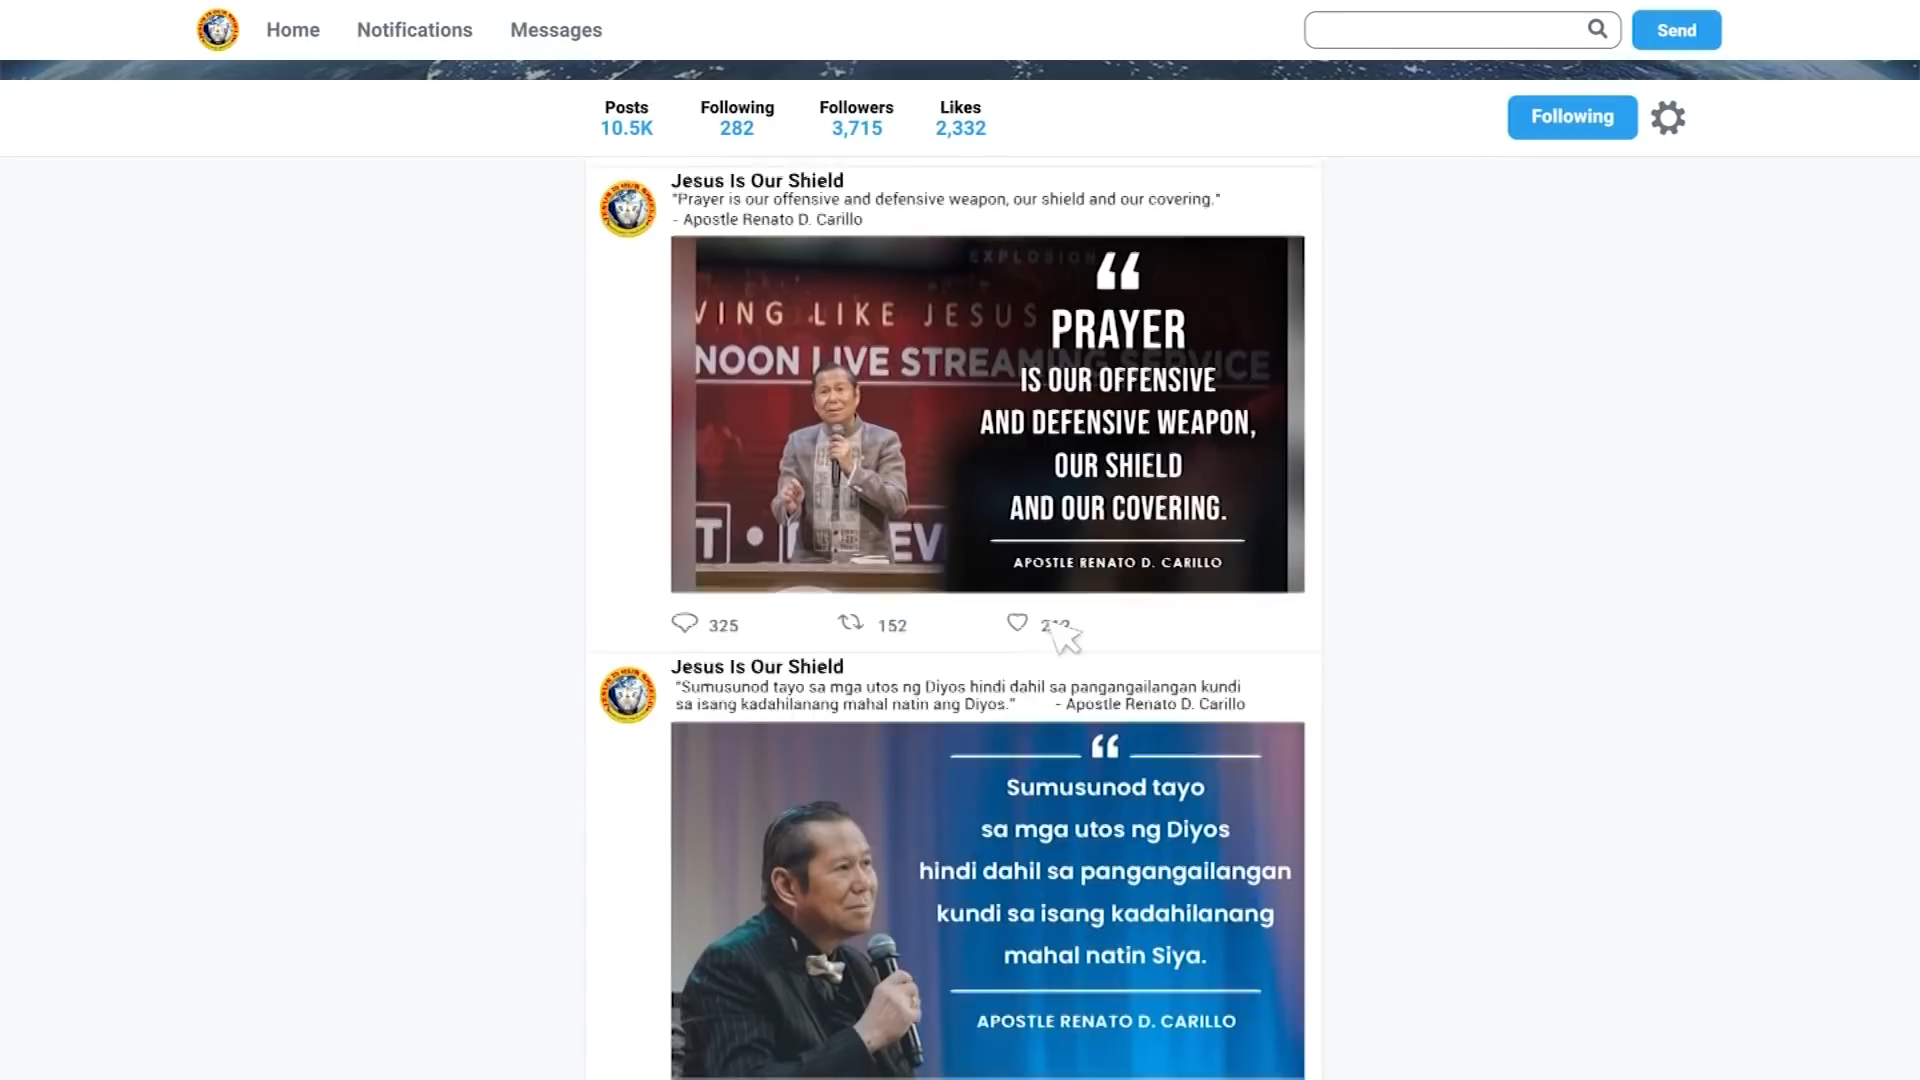 Home Notifications Messages
Send
Posts Following Followers Likes
10.5K 282 3,715 2,332
Following
Jesus Is Our Shield
"Prayer is our offensive and defensive weapon, our shield and our covering."
- Apostle Renato D. Carillo
EXPLOSION
VING LIKE JESUS
NOON LIVE STREAMING SERVICE
“
PRAYER
IS OUR OFFENSIVE
AND DEFENSIVE WEAPON,
OUR SHIELD
AND OUR COVERING.
APOSTLE RENATO D. CARILLO
325 152
Jesus Is Our Shield
"Sumusunod tayo sa mga utos ng Diyos hindi dahil sa pangangailangan kundi
sa isang kadahilanang mahal natin ang Diyos." - Apostle Renato D. Carillo
“
Sumusunod tayo
sa mga utos ng Diyos
hindi dahil sa pangangailangan
kundi sa isang kadahilanang
mahal natin Siya.
APOSTLE RENATO D. CARILLO